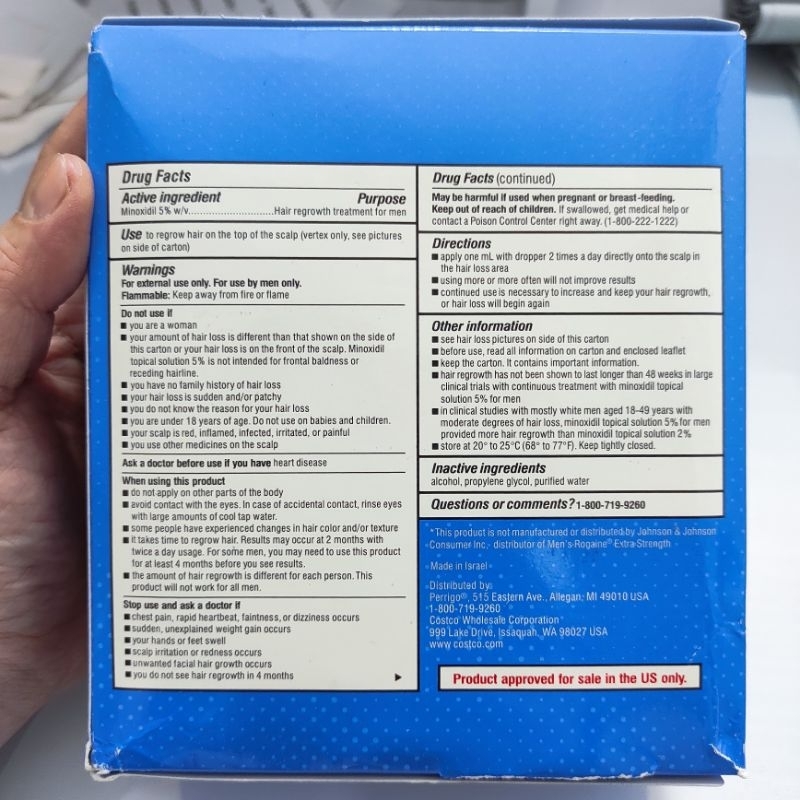 Drug Facts
Active ingredient Purpose
Minoxidil 5% w/v..............................Hair regrowth treatment for men
Use to regrow hair on the top of the scalp (vertex only, see pictures
on side of carton)
Warnings
For external use only. For use by men only.
Flammable: Keep away from fire or flame
Do not use if
■ you are a woman
■ your amount of hair loss is different than that shown on the side of
this carton or your hair loss is on the front of the scalp. Minoxidil
topical solution 5% is not intended for frontal baldness or
receding hairline.
■ you have no family history of hair loss
■ your hair loss is sudden and/or patchy
■ you do not know the reason for your hair loss
■ you are under 18 years of age. Do not use on babies and children.
■ your scalp is red, inflamed, infected, irritated, or painful
■ you use other medicines on the scalp
Ask a doctor before use if you have heart disease
When using this product
■ do not apply on other parts of the body
■ avoid contact with the eyes. In case of accidental contact, rinse eyes
with large amounts of cool tap water.
■ some people have experienced changes in hair color and/or texture
■ it takes time to regrow hair. Results may occur at 2 months with
twice a day usage. For some men, you may need to use this product
for at least 4 months before you see results.
■ the amount of hair regrowth is different for each person. This
product will not work for all men.
Stop use and ask a doctor if
■ chest pain, rapid heartbeat, faintness, or dizziness occurs
■ sudden, unexplained weight gain occurs
■ your hands or feet swell
■ scalp irritation or redness occurs
■ unwanted facial hair growth occurs
■ you do not see hair regrowth in 4 months
Drug Facts (continued)
May be harmful if used when pregnant or breast-feeding.
Keep out of reach of children. If swallowed, get medical help or
contact a Poison Control Center right away. (1-800-222-1222)
Directions
■ apply one mL with dropper 2 times a day directly onto the scalp in
the hair loss area
■ using more or more often will not improve results
■ continued use is necessary to increase and keep your hair regrowth,
or hair loss will begin again
Other information
■ see hair loss pictures on side of this carton
■ before use, read all information on carton and enclosed leaflet
■ keep the carton. It contains important information.
■ hair regrowth has not been shown to last longer than 48 weeks in large
clinical trials with continuous treatment with minoxidil topical
solution 5% for men
■ in clinical studies with mostly white men aged 18-49 years with
moderate degrees of hair loss, minoxidil topical solution 5% for men
provided more hair regrowth than minoxidil topical solution 2%
■ store at 20° to 25°C (68° to 77°F). Keep tightly closed.
Inactive ingredients
alcohol, propylene glycol, purified water
Questions or comments? 1-800-719-9260
*This product is not manufactured or distributed by Johnson & Johnson
Consumer Inc., distributor of Men's Rogaine® Extra Strength
Made in Israel
Distributed by:
Perrigo®, 515 Eastern Ave., Allegan, MI 49010 USA
1-800-719-9260
Costco Wholesale Corporation
999 Lake Drive, Issaquah, WA 98027 USA
www.costco.com
Product approved for sale in the US only.